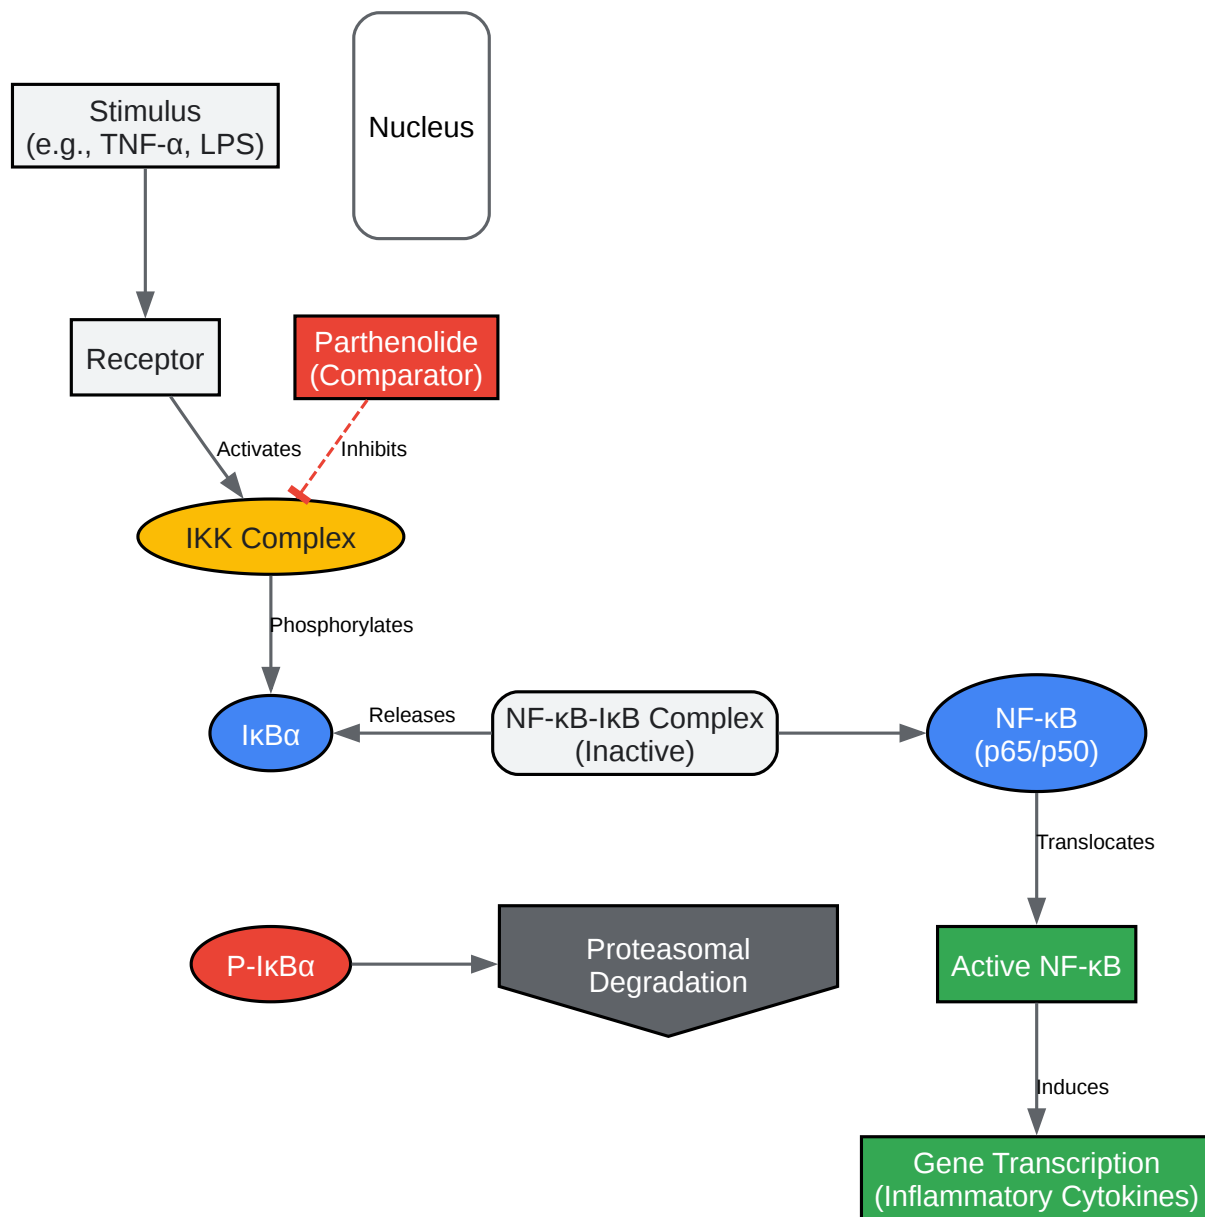 Stimulus
(e.g., TNF-α, LPS)
Nucleus
Receptor
Parthenolide
(Comparator)
Activates
Inhibits
IKK Complex
Phosphorylates
IκBα
Releases
NF-κB-IκB Complex
(Inactive)
NF-κB
(p65/p50)
Translocates
P-IκBα
Proteasomal
Degradation
Active NF-κB
Induces
Gene Transcription
(Inflammatory Cytokines)